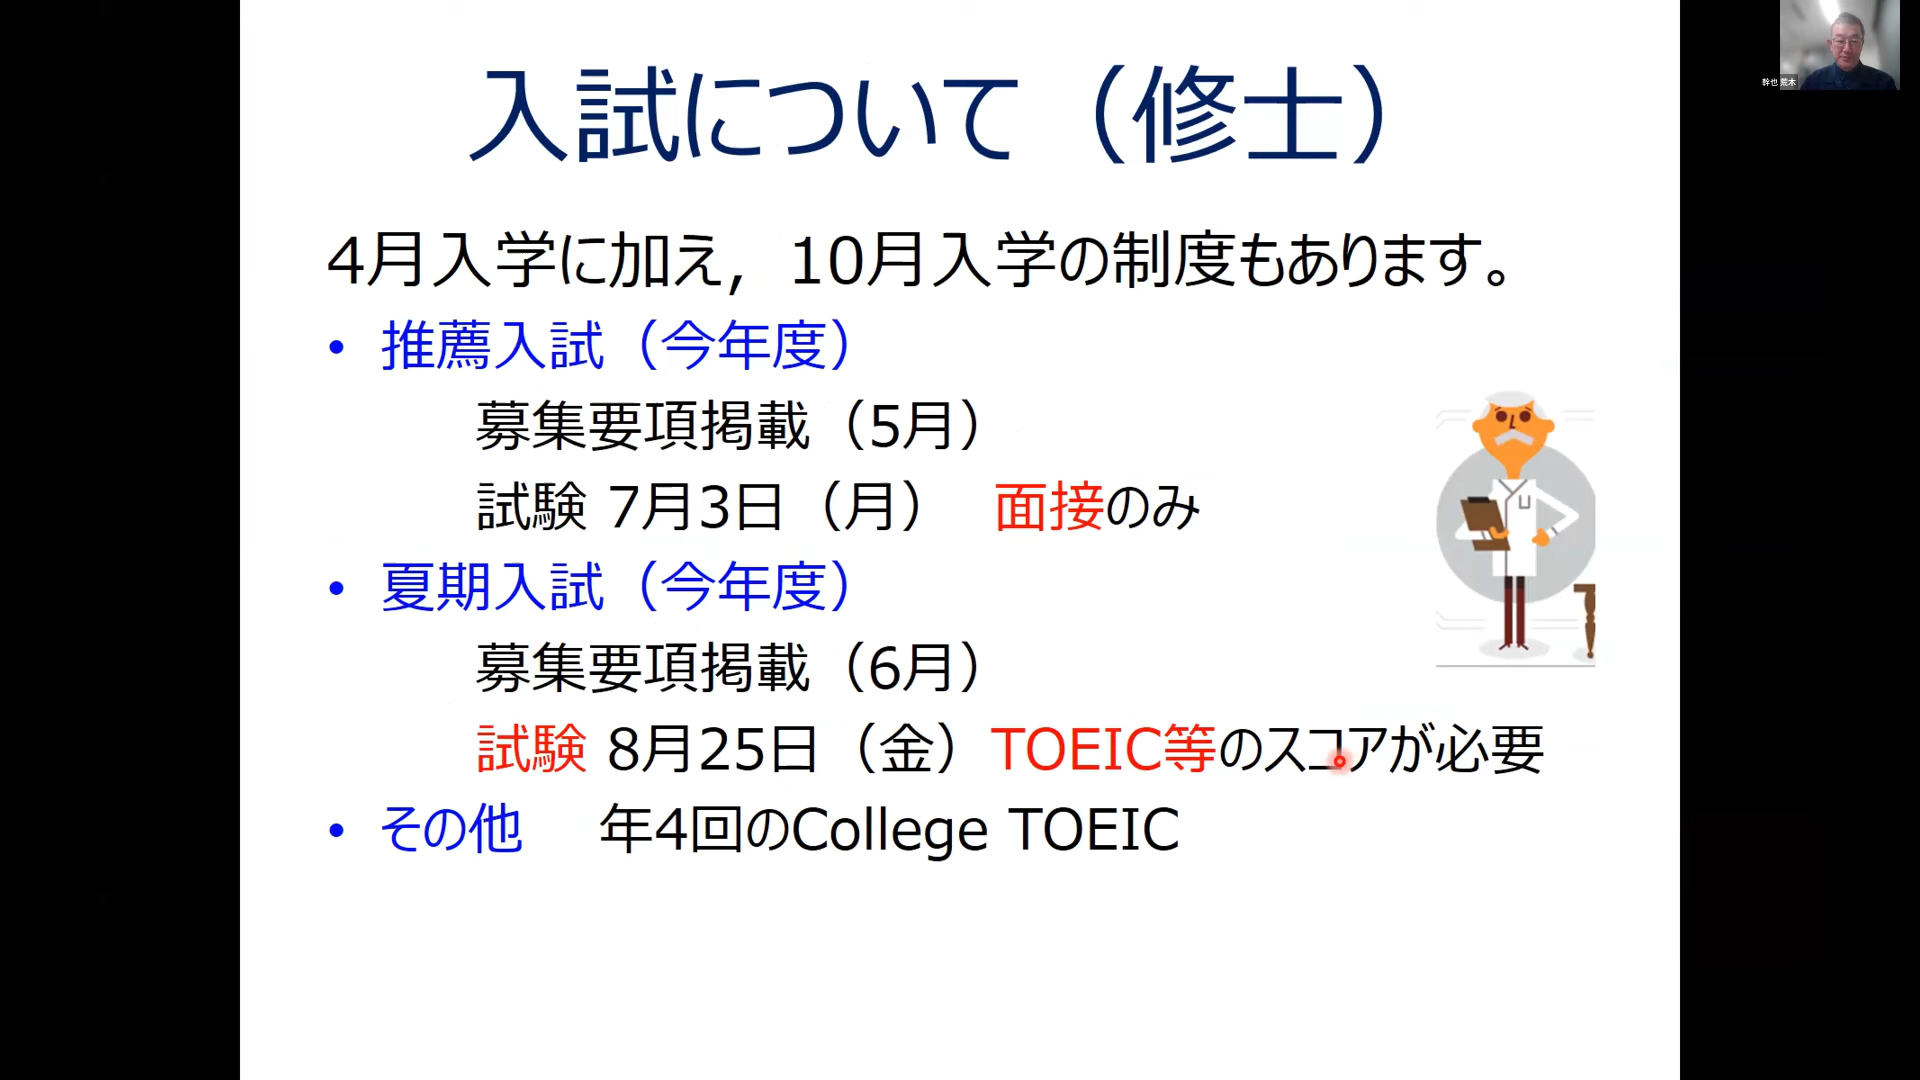 入試について（修士）
幹也 荒木
4月入学に加え，10月入学の制度もあります。
• 推薦入試（今年度）
募集要項掲載（5月）
試験 7月3日（月） 面接のみ
• 夏期入試（今年度）
募集要項掲載（6月）
試験 8月25日（金）TOEIC等のスコアが必要
• その他 年4回のCollege TOEIC